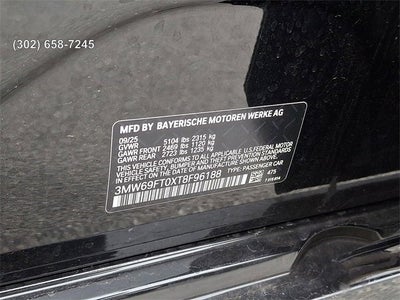 (302) 658-7245
MFD BY BAYERISCHE MOTOREN WERKE AG
09/25
GVWR 5104 lbs 2315 kg
GAWR FRONT 2469 lbs 1120 kg
GAWR REAR 2723 lbs 1235 kg
THIS VEHICLE CONFORMS TO ALL APPLICABLE U.S. FEDERAL MOTOR
VEHICLE SAFETY, BUMPER AND THEFT PREVENTION STANDARDS IN
EFFECT ON THE DATE OF MANUFACTURE SHOWN ABOVE.
TYPE: PASSENGER CAR
3MW69FT0XT8F96188
475